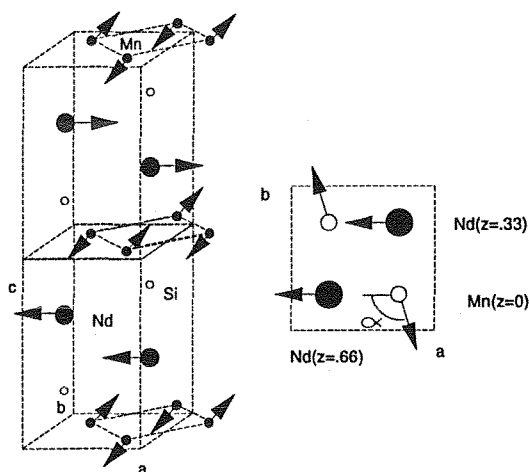 Mn
c
Nd
Si
b
a
b
Nd(z=.33)
Mn(z=0)
α
a
Nd(z=.66)